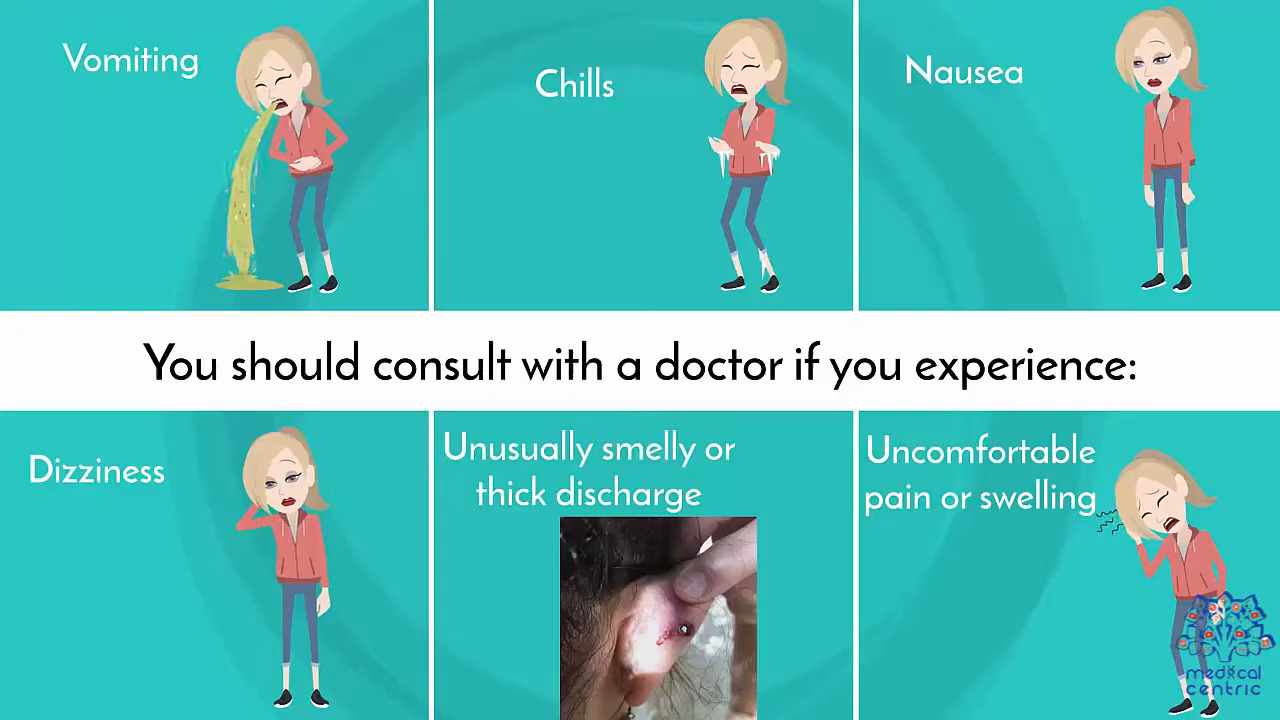 Vomiting
Chills
Nausea
You should consult with a doctor if you experience:
Dizziness
Unusually smelly or
thick discharge
Uncomfortable
pain or swelling
medical
centric